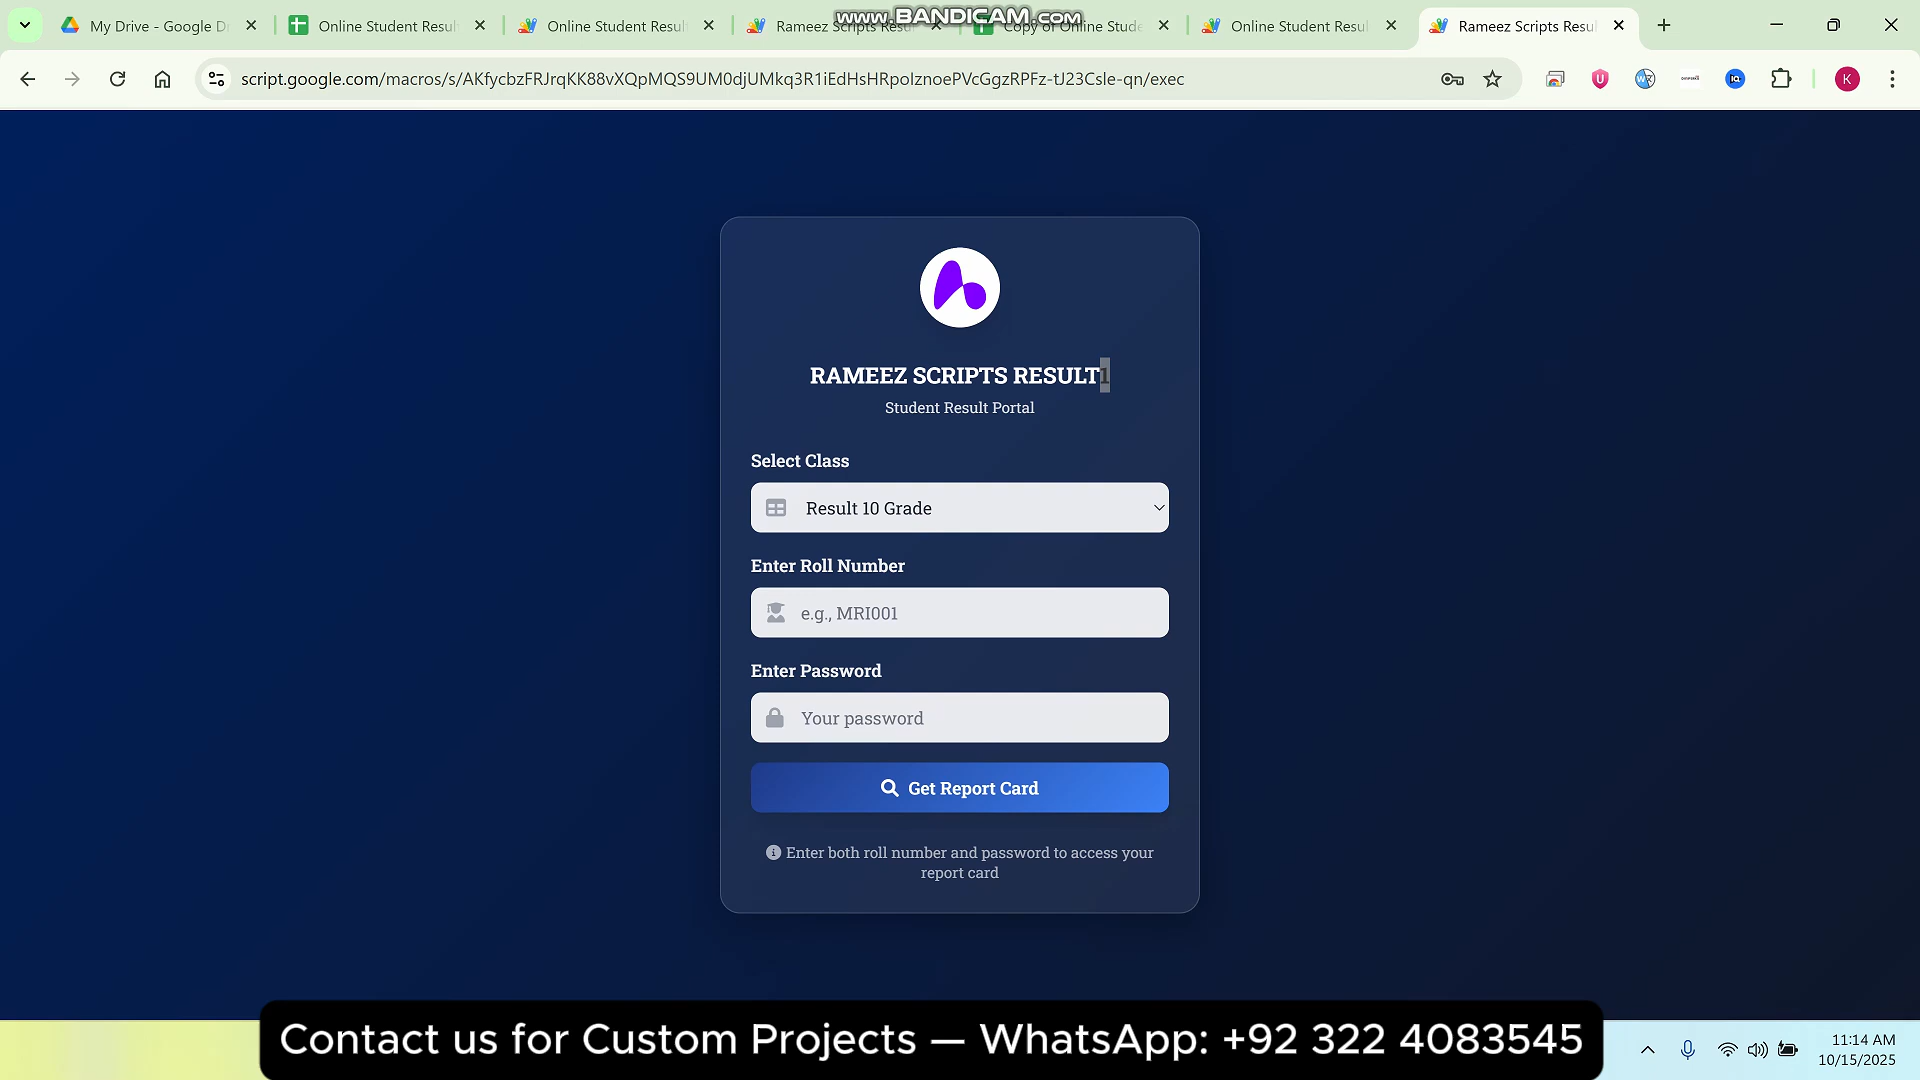 My Drive - Google Dr
Online Student Resul
Online Student Resul
Rameez Scripts Resu
Copy of Online Stude
Online Student Resul
Rameez Scripts Resul
www.BANDICAM.com
script.google.com/macros/s/AKfycbzFRJrqKK88vXQpMQS9UM0djUMkq3R1iEdHsHRpoIznoePVcGgzRPFz-tJ23Csle-qn/exec
K
RAMEEZ SCRIPTS RESULT1
Student Result Portal
Select Class
Result 10 Grade
Enter Roll Number
e.g., MRI001
Enter Password
Your password
Get Report Card
Enter both roll number and password to access your
report card
Contact us for Custom Projects — WhatsApp: +92 322 4083545
11:14 AM
10/15/2025